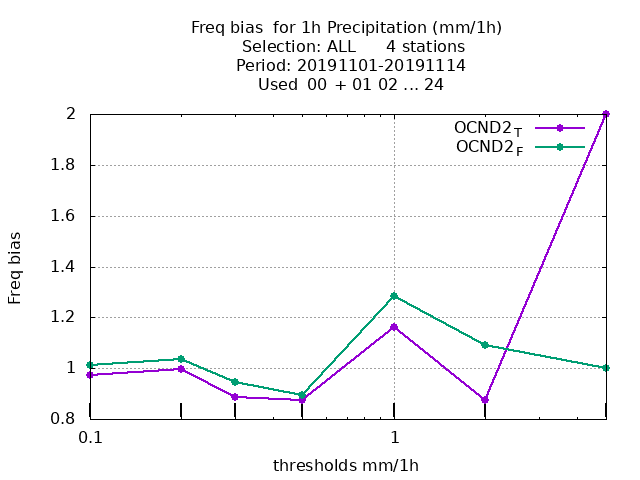 Freq bias  for 1h Precipitation (mm/1h)
Selection: ALL      4 stations
Period: 20191101-20191114
Used  00  + 01 02 ... 24
OCND2T
OCND2F
2
1.8
1.6
1.4
1.2
1
0.8
Freq bias
0.1
1
thresholds mm/1h